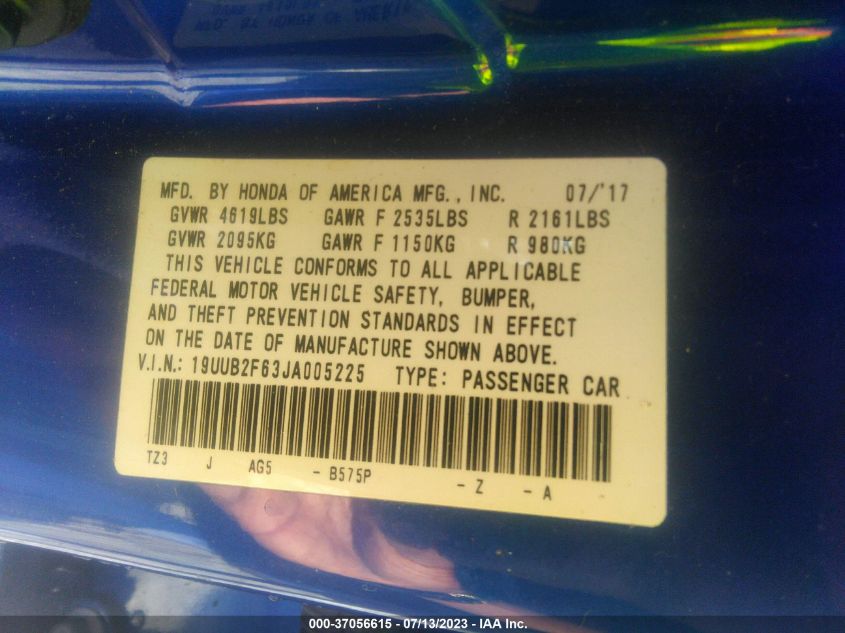 MFD. BY HONDA OF AMERICA MFG., INC. 07/'17
GVWR 4619LBS GAWR F 2535LBS R 2161LBS
GVWR 2095KG GAWR F 1150KG R 980KG
THIS VEHICLE CONFORMS TO ALL APPLICABLE
FEDERAL MOTOR VEHICLE SAFETY, BUMPER,
AND THEFT PREVENTION STANDARDS IN EFFECT
ON THE DATE OF MANUFACTURE SHOWN ABOVE.
V.I.N.: 19UUB2F63JA005225 TYPE: PASSENGER CAR
TZ3 J AG5 - B575P - Z - A
000-37056615 - 07/13/2023 - IAA Inc.